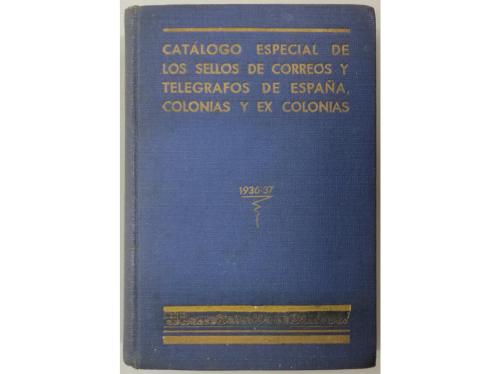 CATÁLOGO ESPECIAL DE
LOS SELLOS DE CORREOS Y
TELEGRAFOS DE ESPAÑA,
COLONIAS Y EX COLONIAS
1936-37